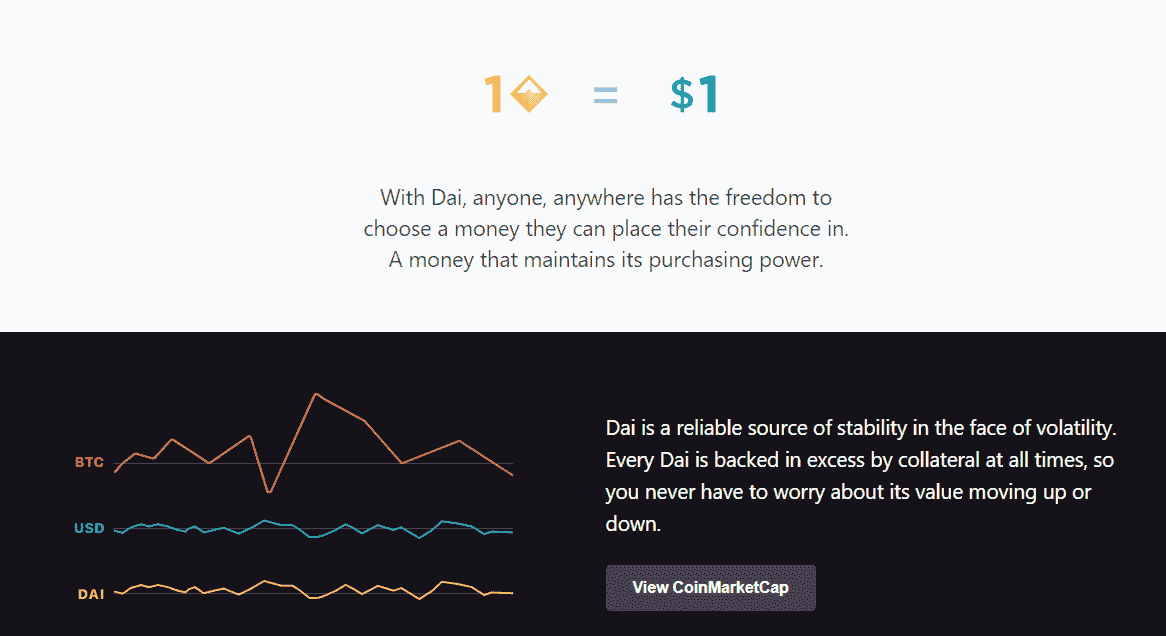 1 = $1
With Dai, anyone, anywhere has the freedom to
choose a money they can place their confidence in.
A money that maintains its purchasing power.
BTC
USD
DAI
Dai is a reliable source of stability in the face of volatility.
Every Dai is backed in excess by collateral at all times, so
you never have to worry about its value moving up or
down.
View CoinMarketCap